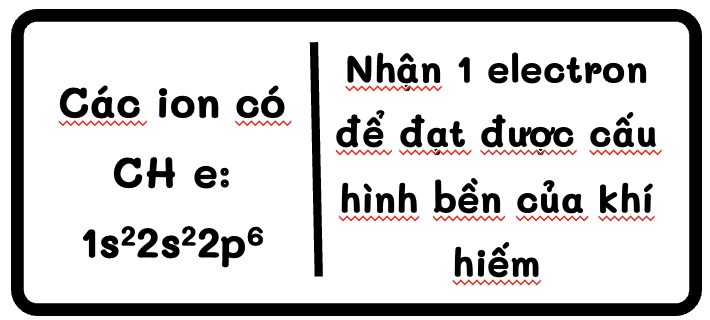 Các ion có
CH e:
1s²2s²2p⁶
Nhận 1 electron
để đạt được cấu
hình bền của khí
hiếm